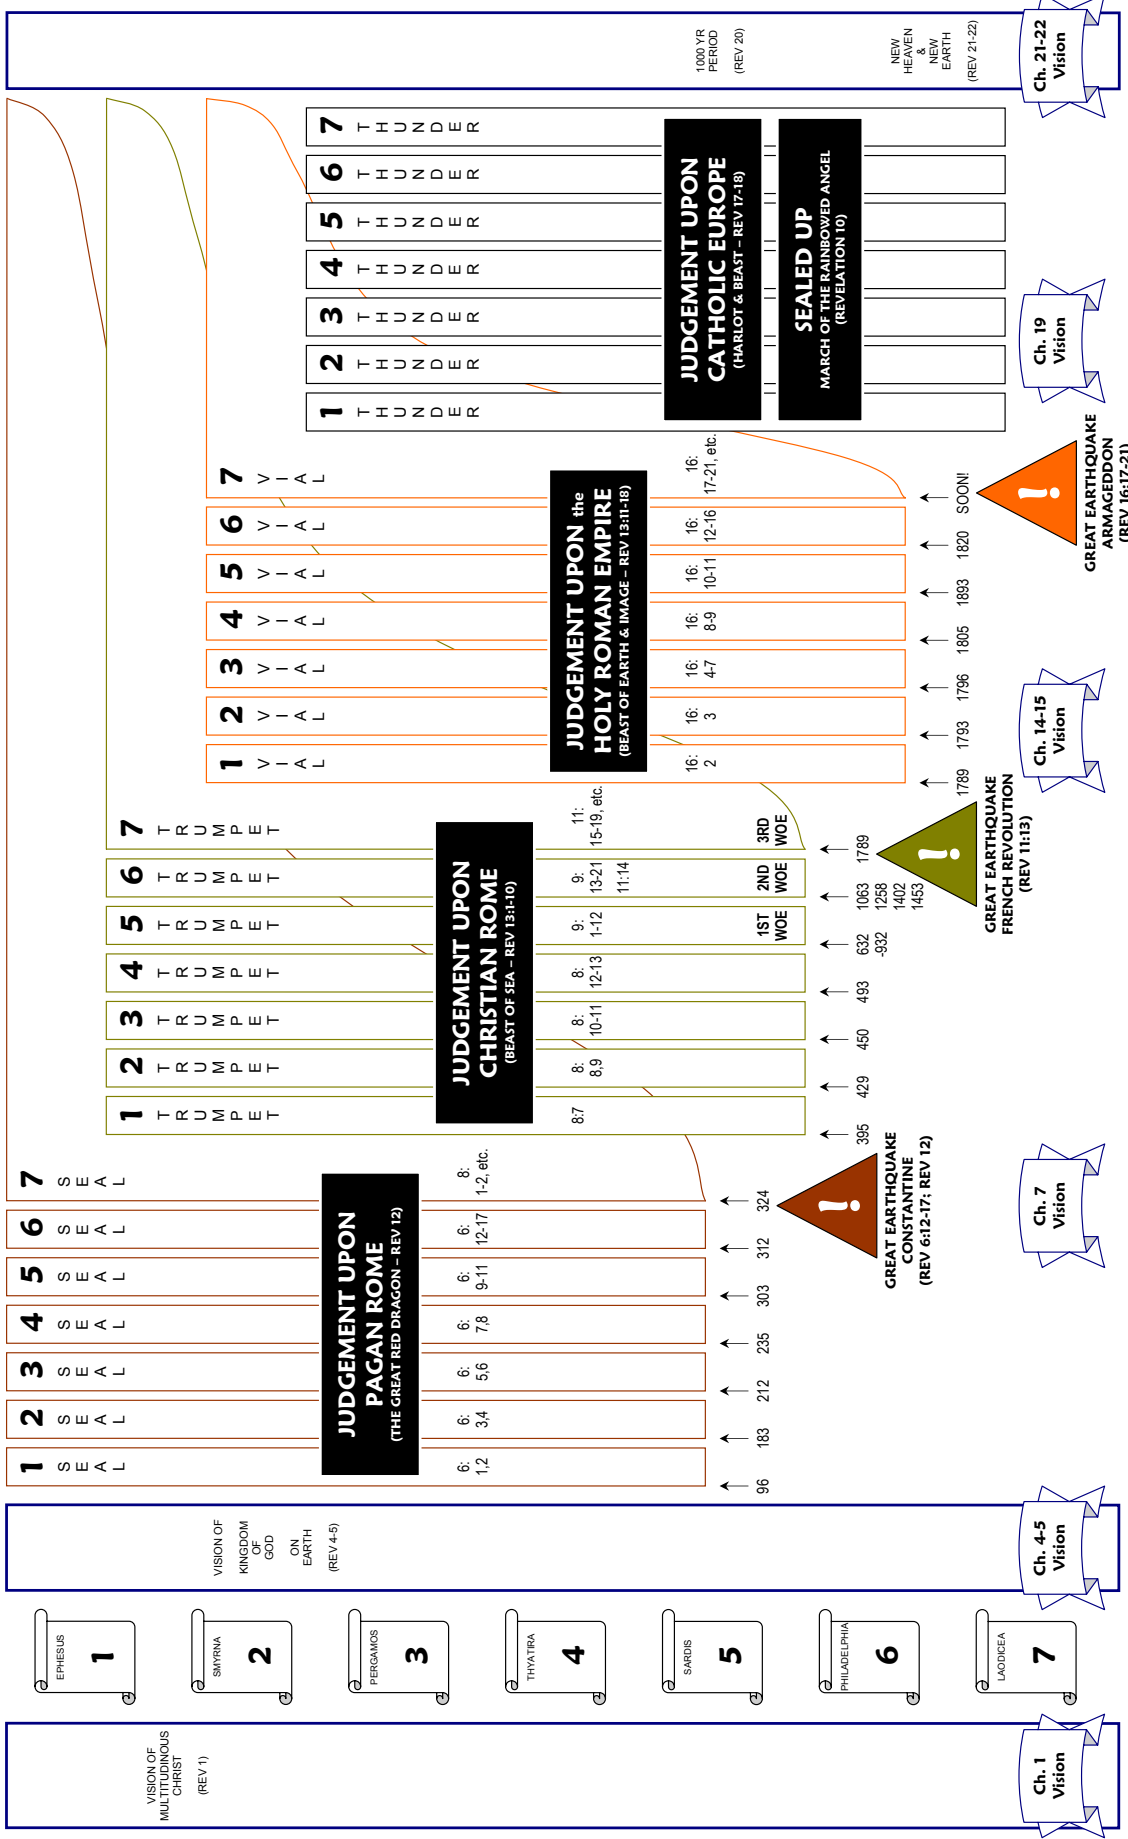 VISION OF
MULTITUDINOUS
CHRIST
(REV 1)
Ch. 1
Vision
EPHESUS
1
SMYRNA
2
PERGAMOS
3
THYATIRA
4
SARDIS
5
PHILADELPHIA
6
LAODICEA
7
VISION OF
KINGDOM
OF
GOD
ON
EARTH
(REV 4-5)
Ch. 4-5
Vision
1 SEAL
2 SEAL
3 SEAL
4 SEAL
5 SEAL
6 SEAL
7 SEAL
JUDGEMENT UPON
PAGAN ROME
(THE GREAT RED DRAGON – REV 12)
6:
1,2
6:
3,4
6:
5,6
6:
7,8
6:
9-11
6:
12-17
8:
1-2, etc.
96
183
212
235
303
312
324
!
GREAT EARTHQUAKE
CONSTANTINE
(REV 6:12-17; REV 12)
Ch. 7
Vision
1 TRUMPET
2 TRUMPET
3 TRUMPET
4 TRUMPET
5 TRUMPET
6 TRUMPET
7 TRUMPET
JUDGEMENT UPON
CHRISTIAN ROME
(BEAST OF SEA – REV 13:1-10)
8:7
8:
8,9
8:
10-11
8:
12-13
9:
1-12
9:
13-21
11:14
11:
15-19, etc.
1ST
WOE
2ND
WOE
3RD
WOE
395
429
450
493
632
-932
1063
1258
1402
1453
1789
!
GREAT EARTHQUAKE
FRENCH REVOLUTION
(REV 11:13)
Ch. 14-15
Vision
1 VIAL
2 VIAL
3 VIAL
4 VIAL
5 VIAL
6 VIAL
7 VIAL
JUDGEMENT UPON the
HOLY ROMAN EMPIRE
(BEAST OF EARTH & IMAGE – REV 13:11-18)
16:
2
16:
3
16:
4-7
16:
8-9
16:
10-11
16:
12-16
16:
17-21, etc.
1789
1793
1796
1805
1893
1820
SOON!
!
GREAT EARTHQUAKE
ARMAGEDDON
(REV 16:17-21)
Ch. 19
Vision
1 THUNDER
2 THUNDER
3 THUNDER
4 THUNDER
5 THUNDER
6 THUNDER
7 THUNDER
JUDGEMENT UPON
CATHOLIC EUROPE
(HARLOT & BEAST – REV 17-18)
SEALED UP
MARCH OF THE RAINBOWED ANGEL
(REVELATION 10)
1000 YR
PERIOD
(REV 20)
NEW
HEAVEN
&
NEW
EARTH
(REV 21-22)
Ch. 21-22
Vision